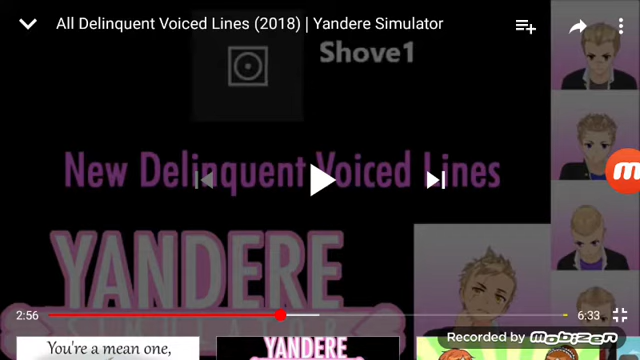 All Delinquent Voiced Lines (2018) | Yandere Simulator
Shove1
New Delinquent Voiced Lines
YANDERE
SIMULATOR
2:56
6:33
Recorded by mobizen
You're a mean one,
YANDERE